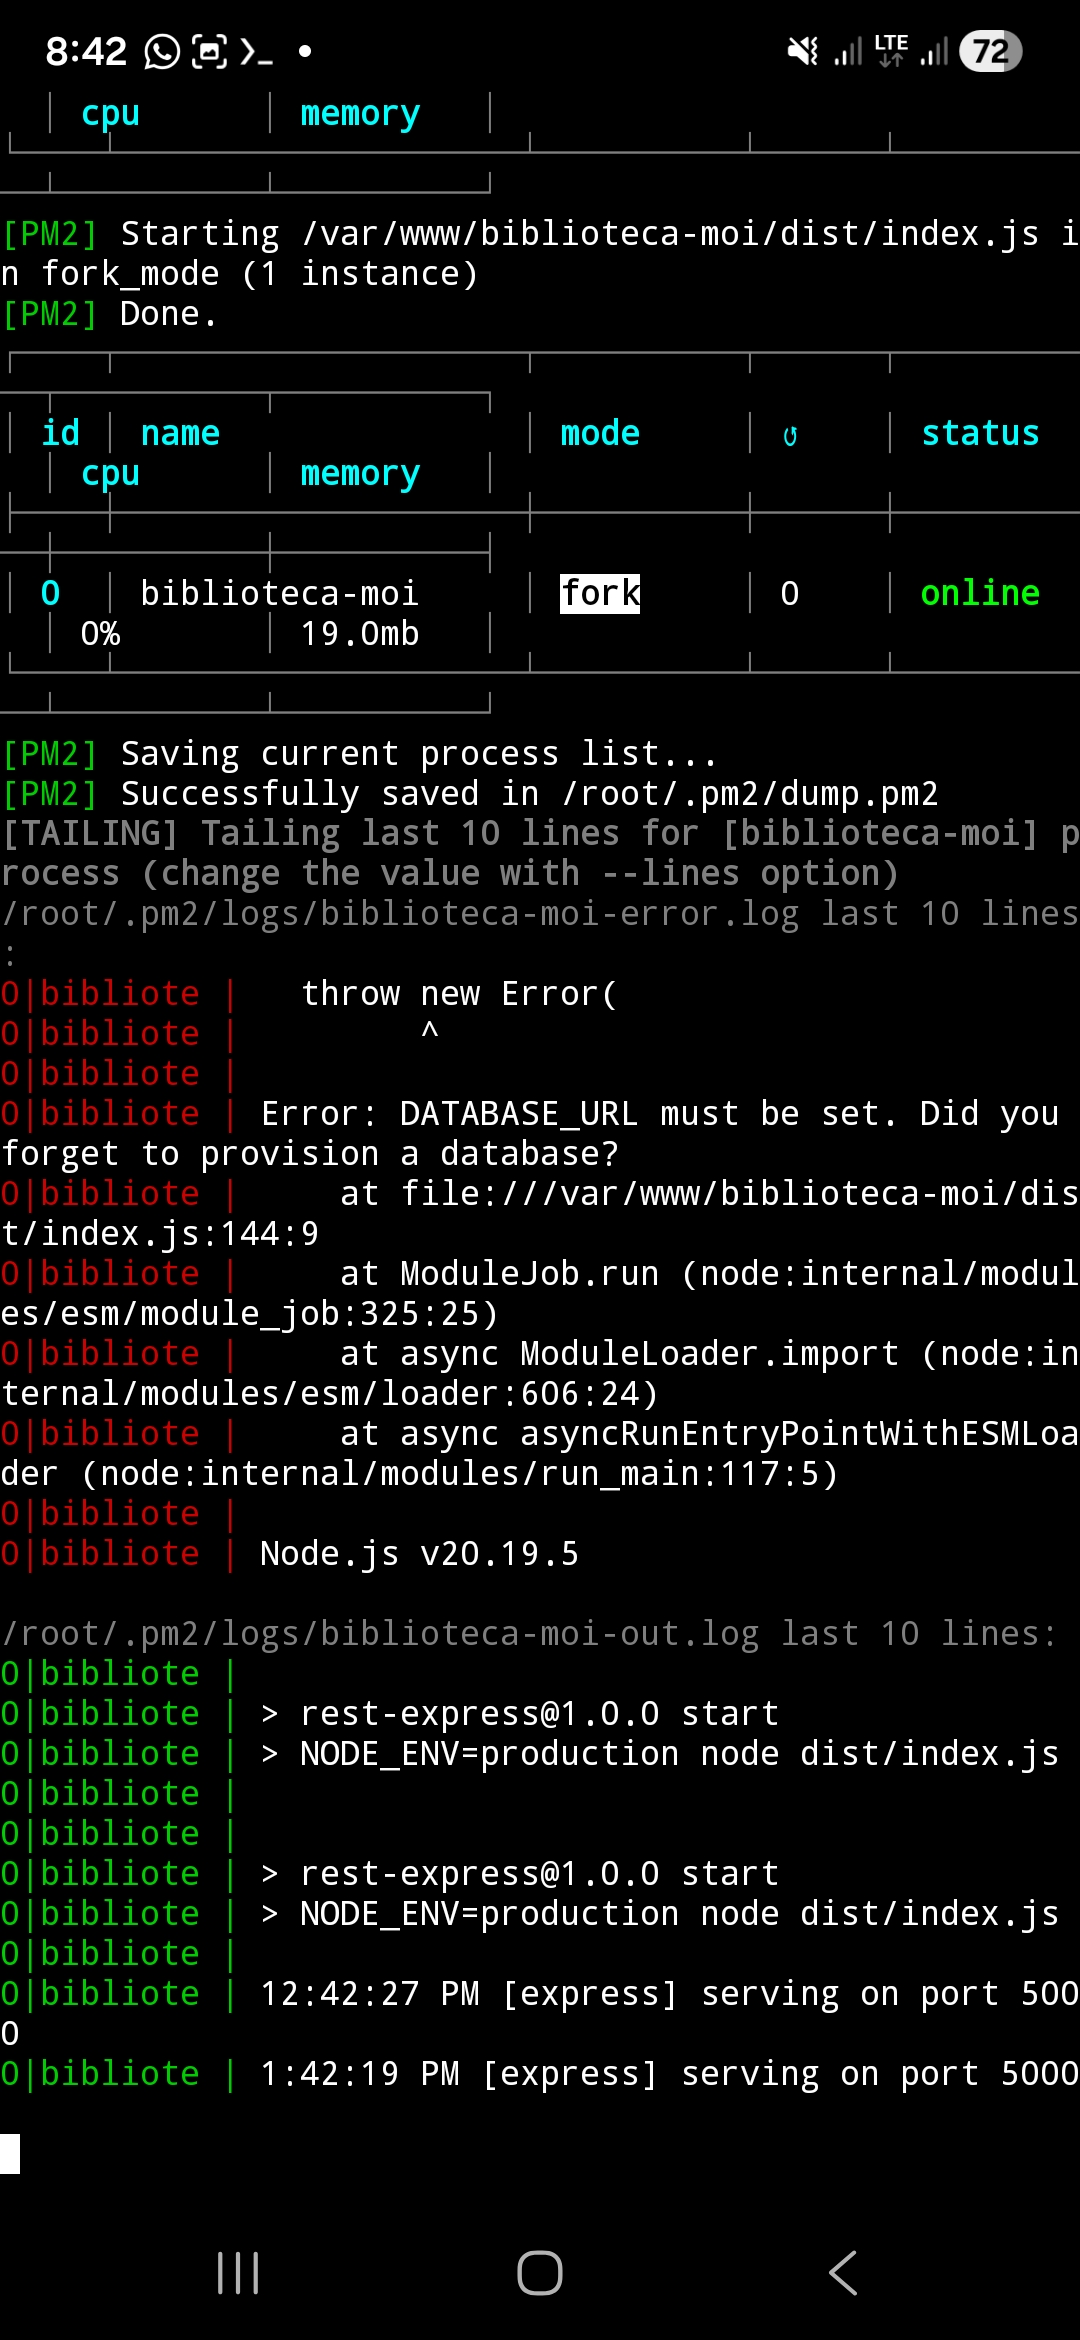 8:42 LTE 72
│ cpu │ memory │
[PM2] Starting /var/www/biblioteca-moi/dist/index.js i
n fork_mode (1 instance)
[PM2] Done.
│ id │ name │ mode │ ↺ │ status
│ cpu │ memory │
│ 0 │ biblioteca-moi │ fork │ 0 │ online
│ 0% │ 19.0mb │
[PM2] Saving current process list...
[PM2] Successfully saved in /root/.pm2/dump.pm2
[TAILING] Tailing last 10 lines for [biblioteca-moi] p
rocess (change the value with --lines option)
/root/.pm2/logs/biblioteca-moi-error.log last 10 lines
:
0|bibliote |   throw new Error(
0|bibliote |         ^
0|bibliote |
0|bibliote | Error: DATABASE_URL must be set. Did you
forget to provision a database?
0|bibliote |     at file:///var/www/biblioteca-moi/dis
t/index.js:144:9
0|bibliote |     at ModuleJob.run (node:internal/modul
es/esm/module_job:325:25)
0|bibliote |     at async ModuleLoader.import (node:in
ternal/modules/esm/loader:606:24)
0|bibliote |     at async asyncRunEntryPointWithESMLoa
der (node:internal/modules/run_main:117:5)
0|bibliote |
0|bibliote | Node.js v20.19.5
/root/.pm2/logs/biblioteca-moi-out.log last 10 lines:
0|bibliote |
0|bibliote | > rest-express@1.0.0 start
0|bibliote | > NODE_ENV=production node dist/index.js
0|bibliote |
0|bibliote |
0|bibliote | > rest-express@1.0.0 start
0|bibliote | > NODE_ENV=production node dist/index.js
0|bibliote |
0|bibliote | 12:42:27 PM [express] serving on port 500
0
0|bibliote | 1:42:19 PM [express] serving on port 5000